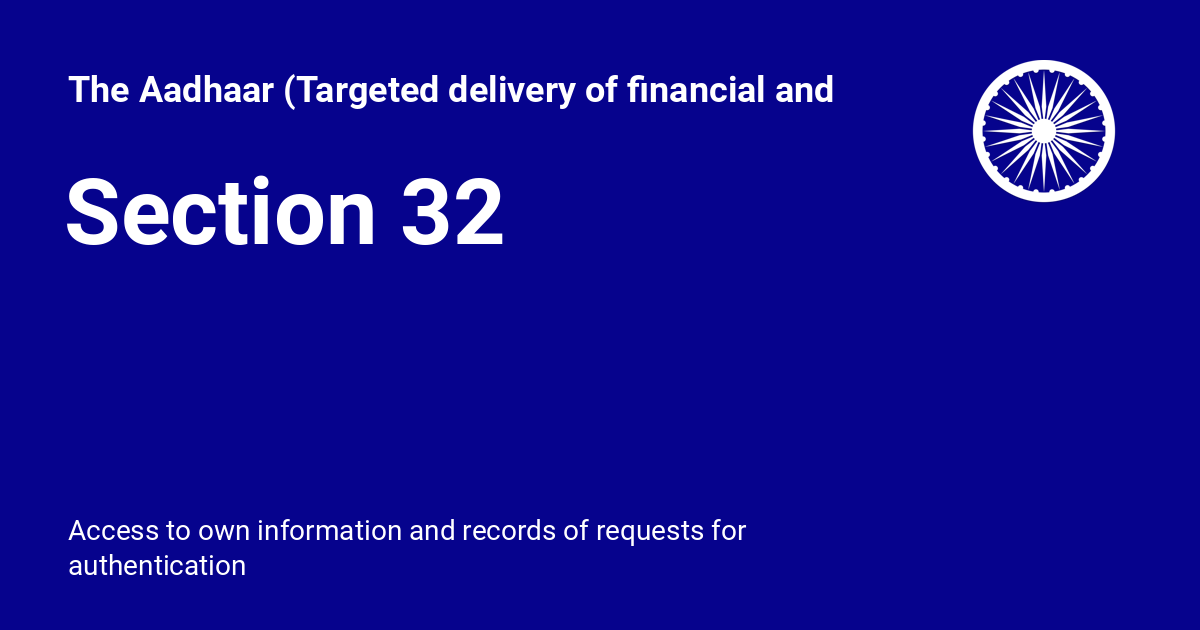 The Aadhaar (Targeted delivery of financial and
Section 32
Access to own information and records of requests for
authentication